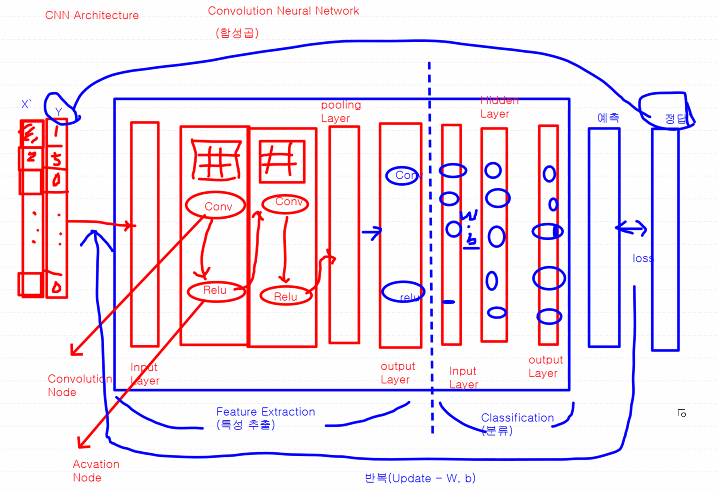 CNN Architecture
Convolution Neural Network
(합성곱)
X`
Y
1
2
5
0
0
pooling
Layer
Hidden
Layer
예측
정답
Conv
Conv
Conv
W.b
Relu
Relu
relu
loss
Input
Layer
output
Layer
Input
Layer
output
Layer
Convolution
Node
Feature Extraction
(특성 추출)
Classification
(분류)
Acvation
Node
반복(Update - W, b)